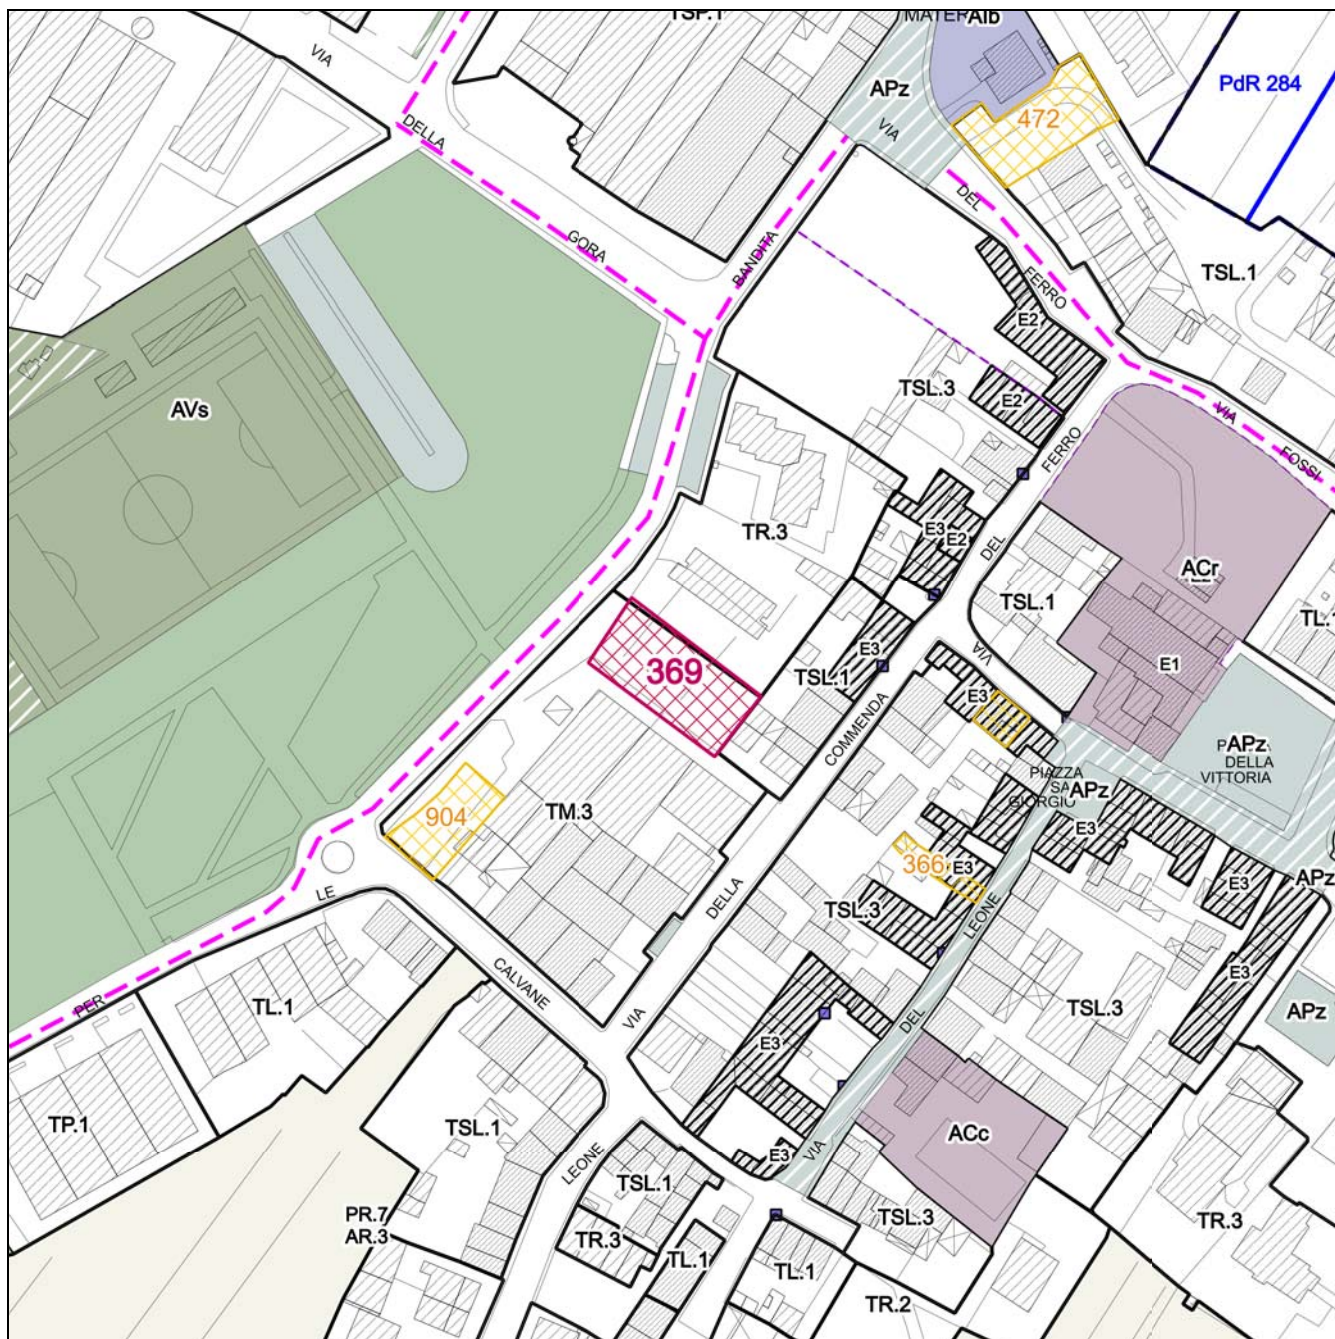 TSP.1
MATER
AIb
VIA
PdR 284
APz
472
DELLA
VIA
DEL
GORA
BANDITA
TSL.1
FERRO
E2
TSL.3
AVs
E2
VIA
FERRO
FOSSI
TR.3
E3
E2
DEL
ACr
TSL.1
TL.
369
E3
VIA
E1
TSL.1
E3
COMMENDA
APz
P
DELLA
VITTORIA
PIAZZA
SA
GIORGIO
APz
904
TM.3
E3
366
E3
E3
APz
LE
DELLA
TSL.3
LEONE
E3
CALVANE
PER
TL.1
VIA
DEL
TSL.3
APz
E3
TP.1
TSL.1
ACc
LEONE
E3
VIA
TSL.1
PR.7
AR.3
TR.3
TSL.3
TR.3
TL.1
TL.1
TR.2